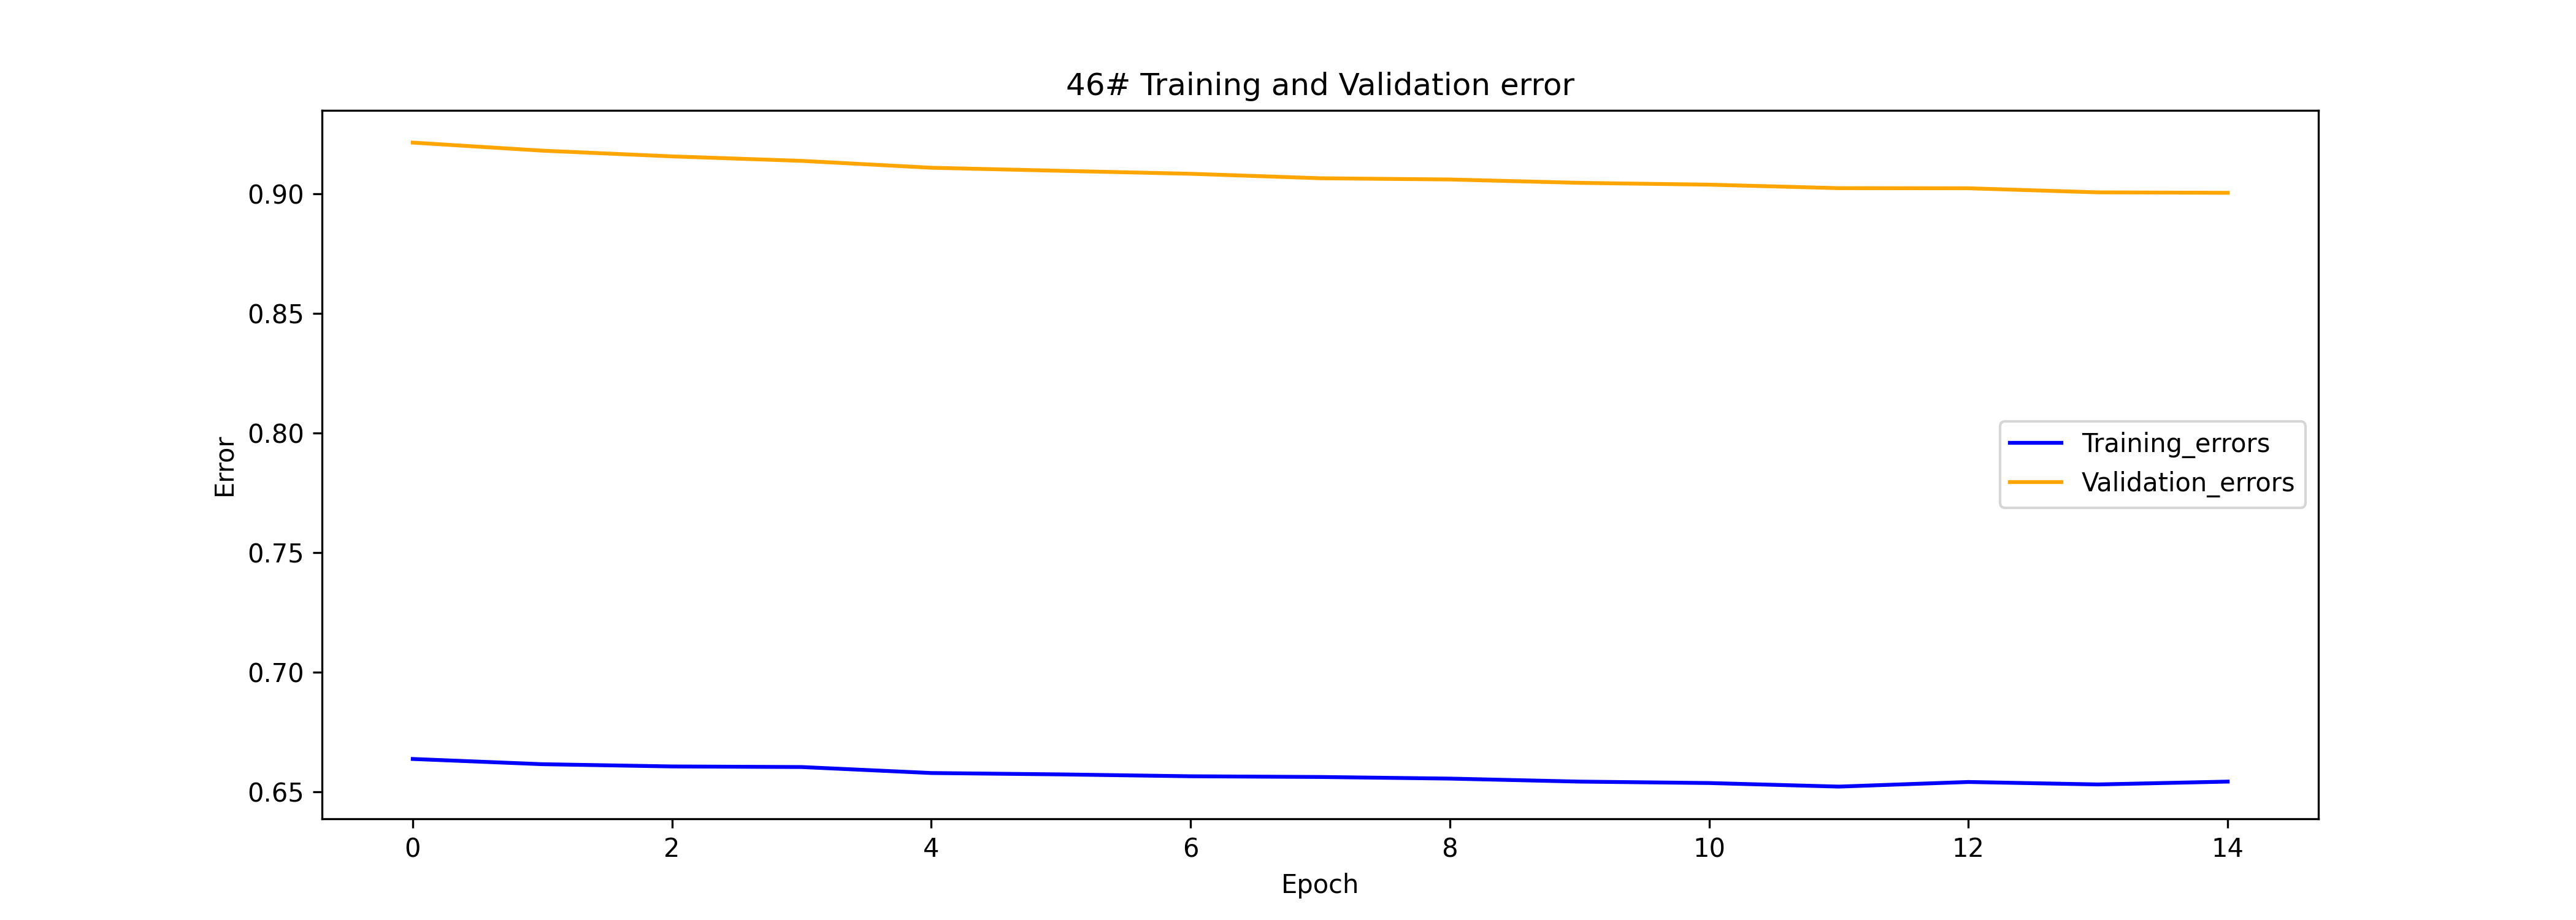 46# Training and Validation error
Error
0.90
0.85
0.80
0.75
0.70
0.65
Training_errors
Validation_errors
0 2 4 6 8 10 12 14
Epoch